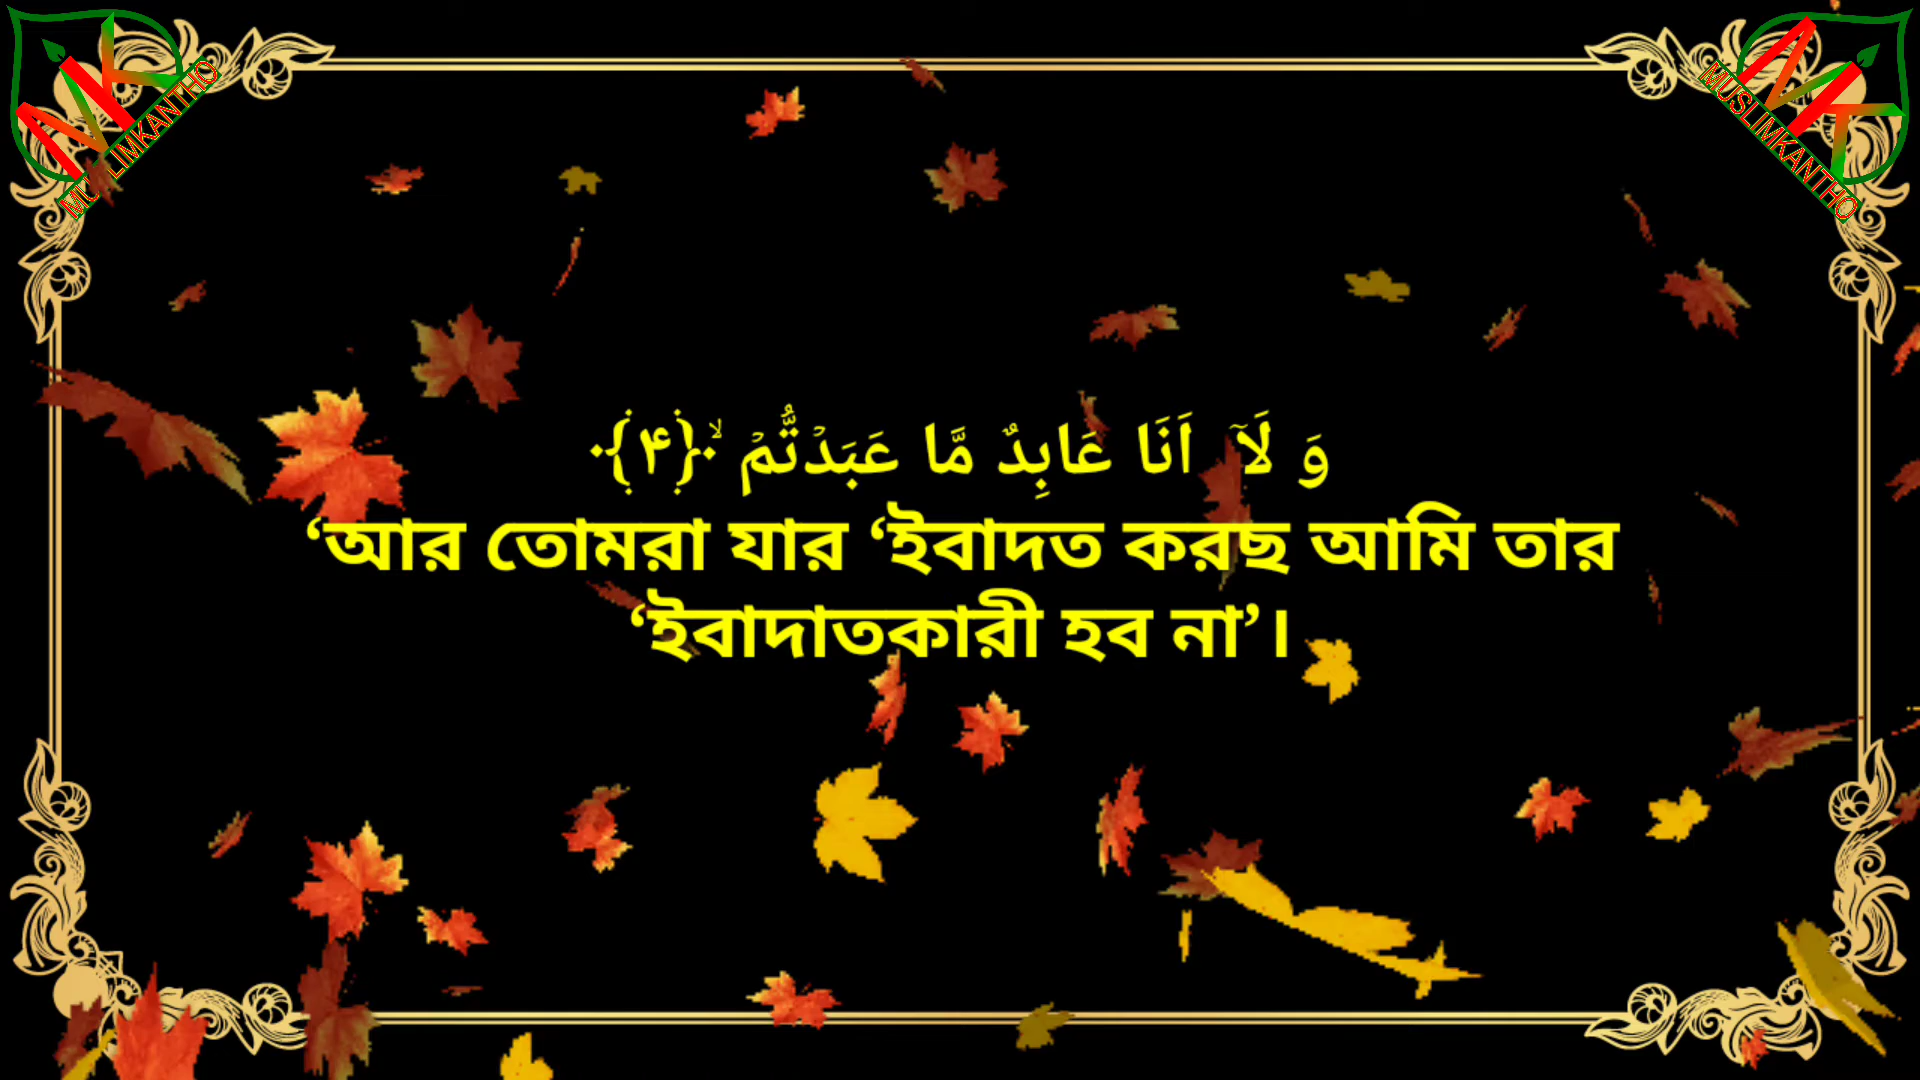 MUSLIMKANTHO
MUSLIMKANTHO
وَ لَاۤ اَنَا عَابِدٌ مَّا عَبَدۡتُّمۡ ۙ﴿۴﴾
‘আর তোমরা যার ‘ইবাদত করছ আমি তার
‘ইবাদাতকারী হব না’।